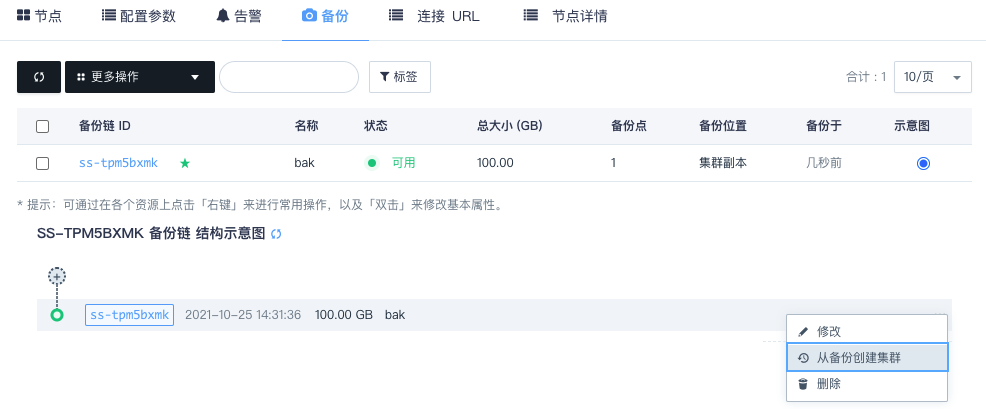 节点 配置参数 告警 备份 连接 URL 节点详情
更多操作 标签 合计 : 1 10/页
备份链 ID 名称 状态 总大小 (GB) 备份点 备份位置 备份于 示意图
ss-tpm5bxmk bak 可用 100.00 1 集群副本 几秒前
* 提示：可通过在各个资源上点击「右键」来进行常用操作，以及「双击」来修改基本属性。
SS-TPM5BXMK 备份链 结构示意图
ss-tpm5bxmk 2021-10-25 14:31:36 100.00 GB bak
修改
从备份创建集群
删除